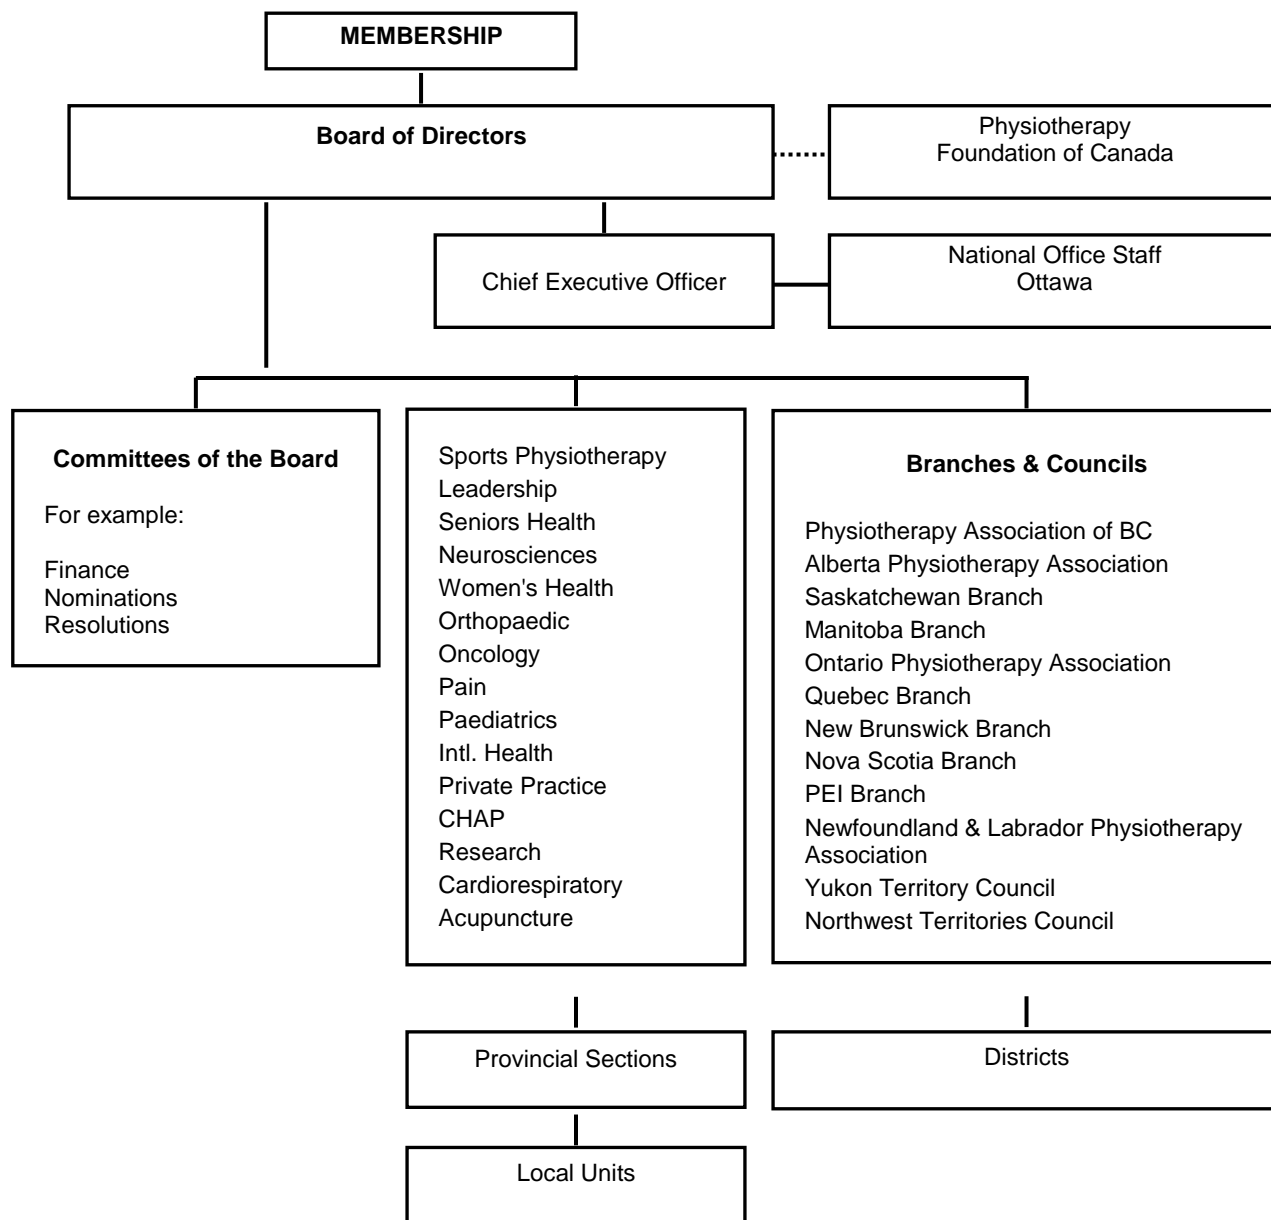 MEMBERSHIP
Board of Directors
Physiotherapy
Foundation of Canada
Chief Executive Officer
National Office Staff
Ottawa
Committees of the Board
For example:
Finance
Nominations
Resolutions
Sports Physiotherapy
Leadership
Seniors Health
Neurosciences
Women's Health
Orthopaedic
Oncology
Pain
Paediatrics
Intl. Health
Private Practice
CHAP
Research
Cardiorespiratory
Acupuncture
Branches & Councils
Physiotherapy Association of BC
Alberta Physiotherapy Association
Saskatchewan Branch
Manitoba Branch
Ontario Physiotherapy Association
Quebec Branch
New Brunswick Branch
Nova Scotia Branch
PEI Branch
Newfoundland & Labrador Physiotherapy
Association
Yukon Territory Council
Northwest Territories Council
Provincial Sections
Districts
Local Units